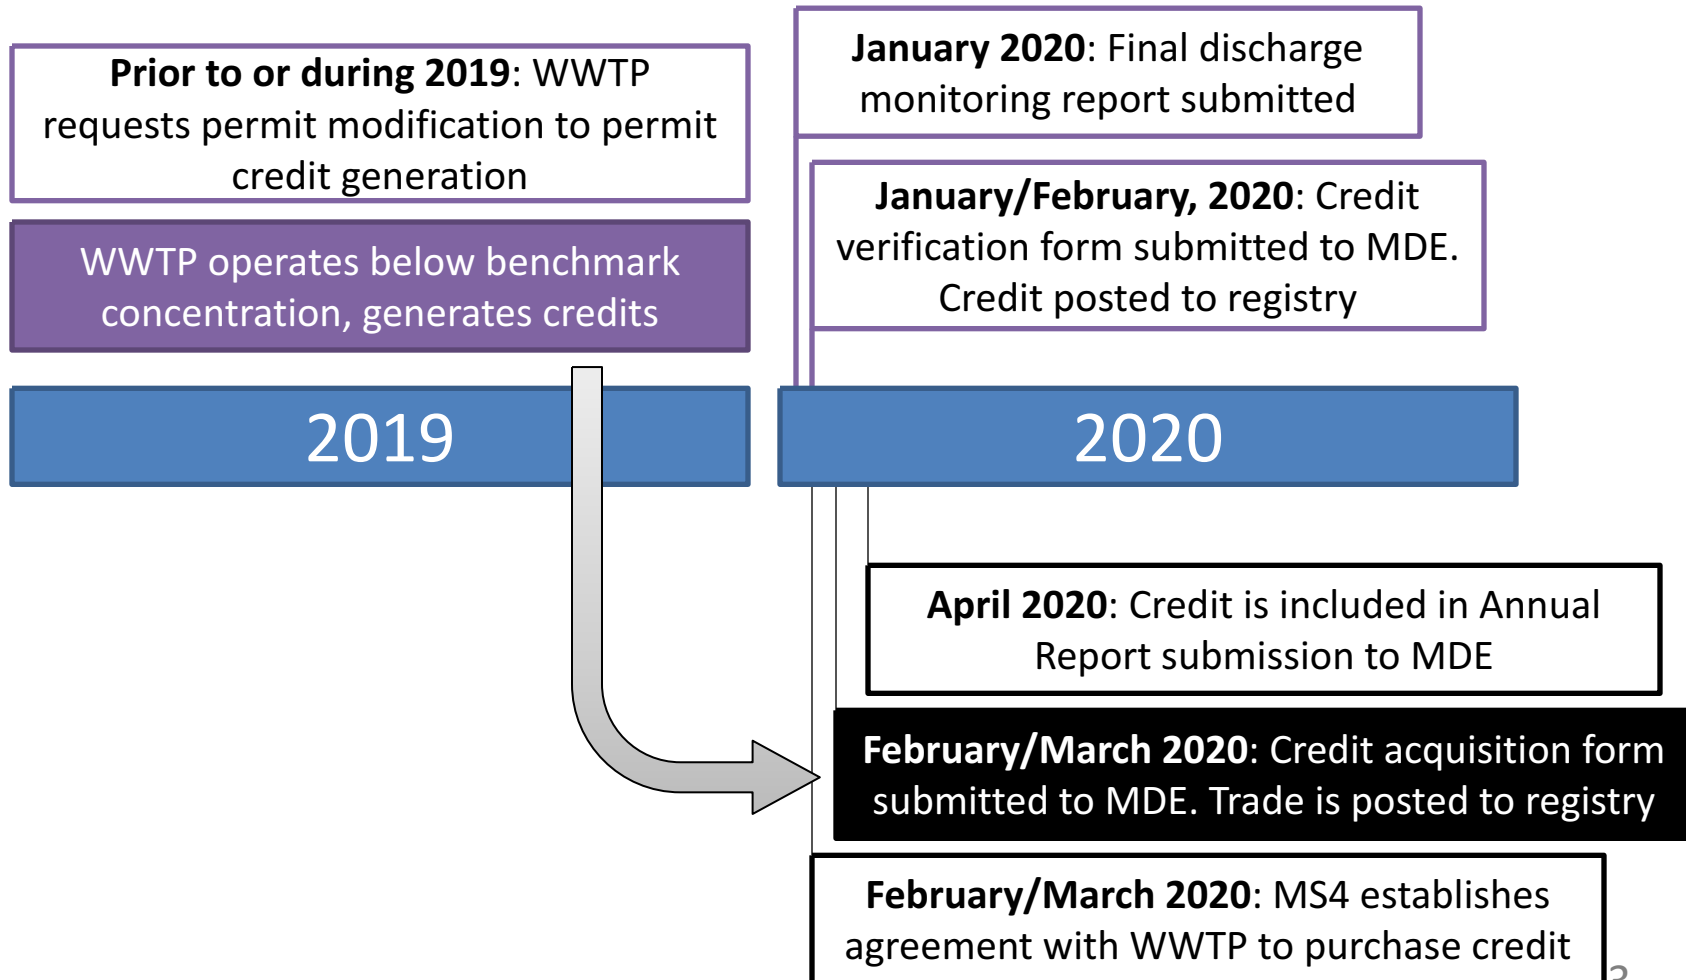 Prior to or during 2019: WWTP
requests permit modification to permit
credit generation
WWTP operates below benchmark
concentration, generates credits
January 2020: Final discharge
monitoring report submitted
January/February, 2020: Credit
verification form submitted to MDE.
Credit posted to registry
2019
2020
April 2020: Credit is included in Annual
Report submission to MDE
February/March 2020: Credit acquisition form
submitted to MDE. Trade is posted to registry
February/March 2020: MS4 establishes
agreement with WWTP to purchase credit